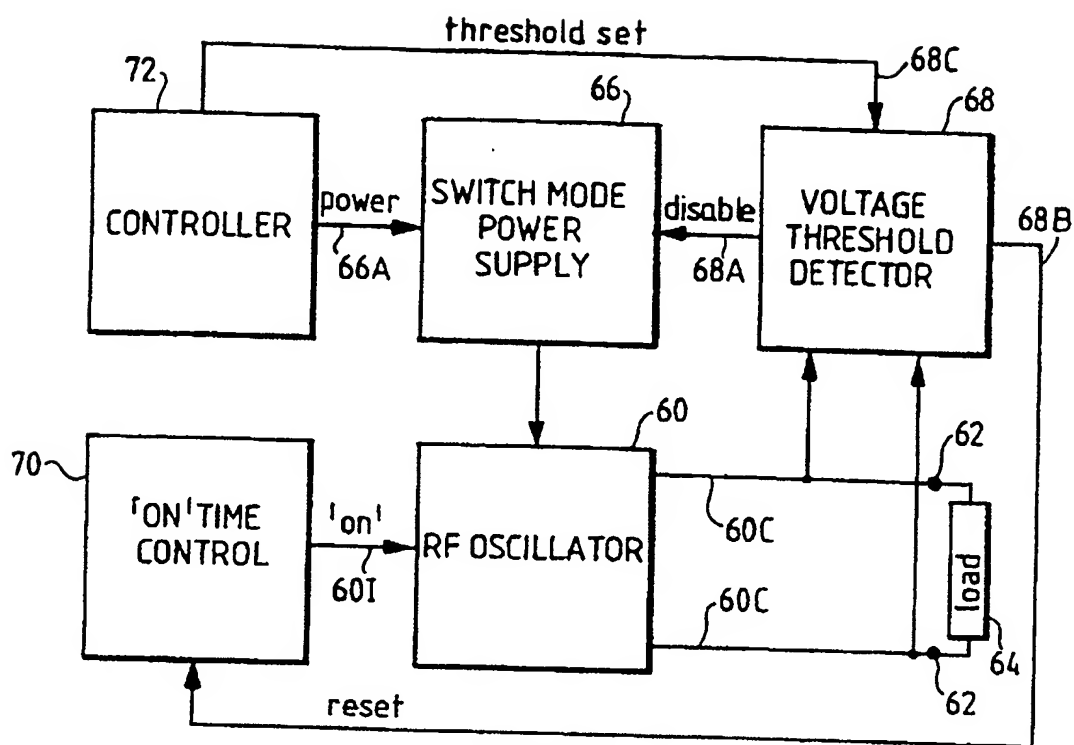 threshold set
68C
72
66
68
CONTROLLER
power
66A
SWITCH MODE
POWER
SUPPLY
disable
68A
VOLTAGE
THRESHOLD
DETECTOR
68B
70
'ON' TIME
CONTROL
'on'
60I
60
RF OSCILLATOR
60C
60C
62
load
64
62
reset